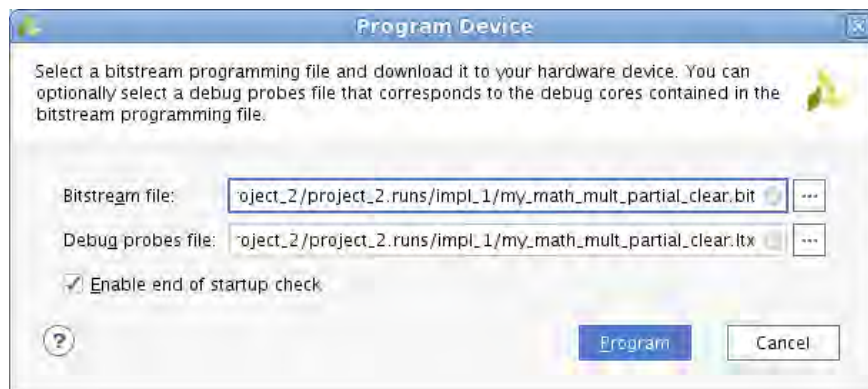 Program Device
Select a bitstream programming file and download it to your hardware device. You can
optionally select a debug probes file that corresponds to the debug cores contained in the
bitstream programming file.
Bitstream file: roject_2/project_2.runs/impl_1/my_math_mult_partial_clear.bit ...
Debug probes file: roject_2/project_2.runs/impl_1/my_math_mult_partial_clear.ltx ...
Enable end of startup check
? Program Cancel